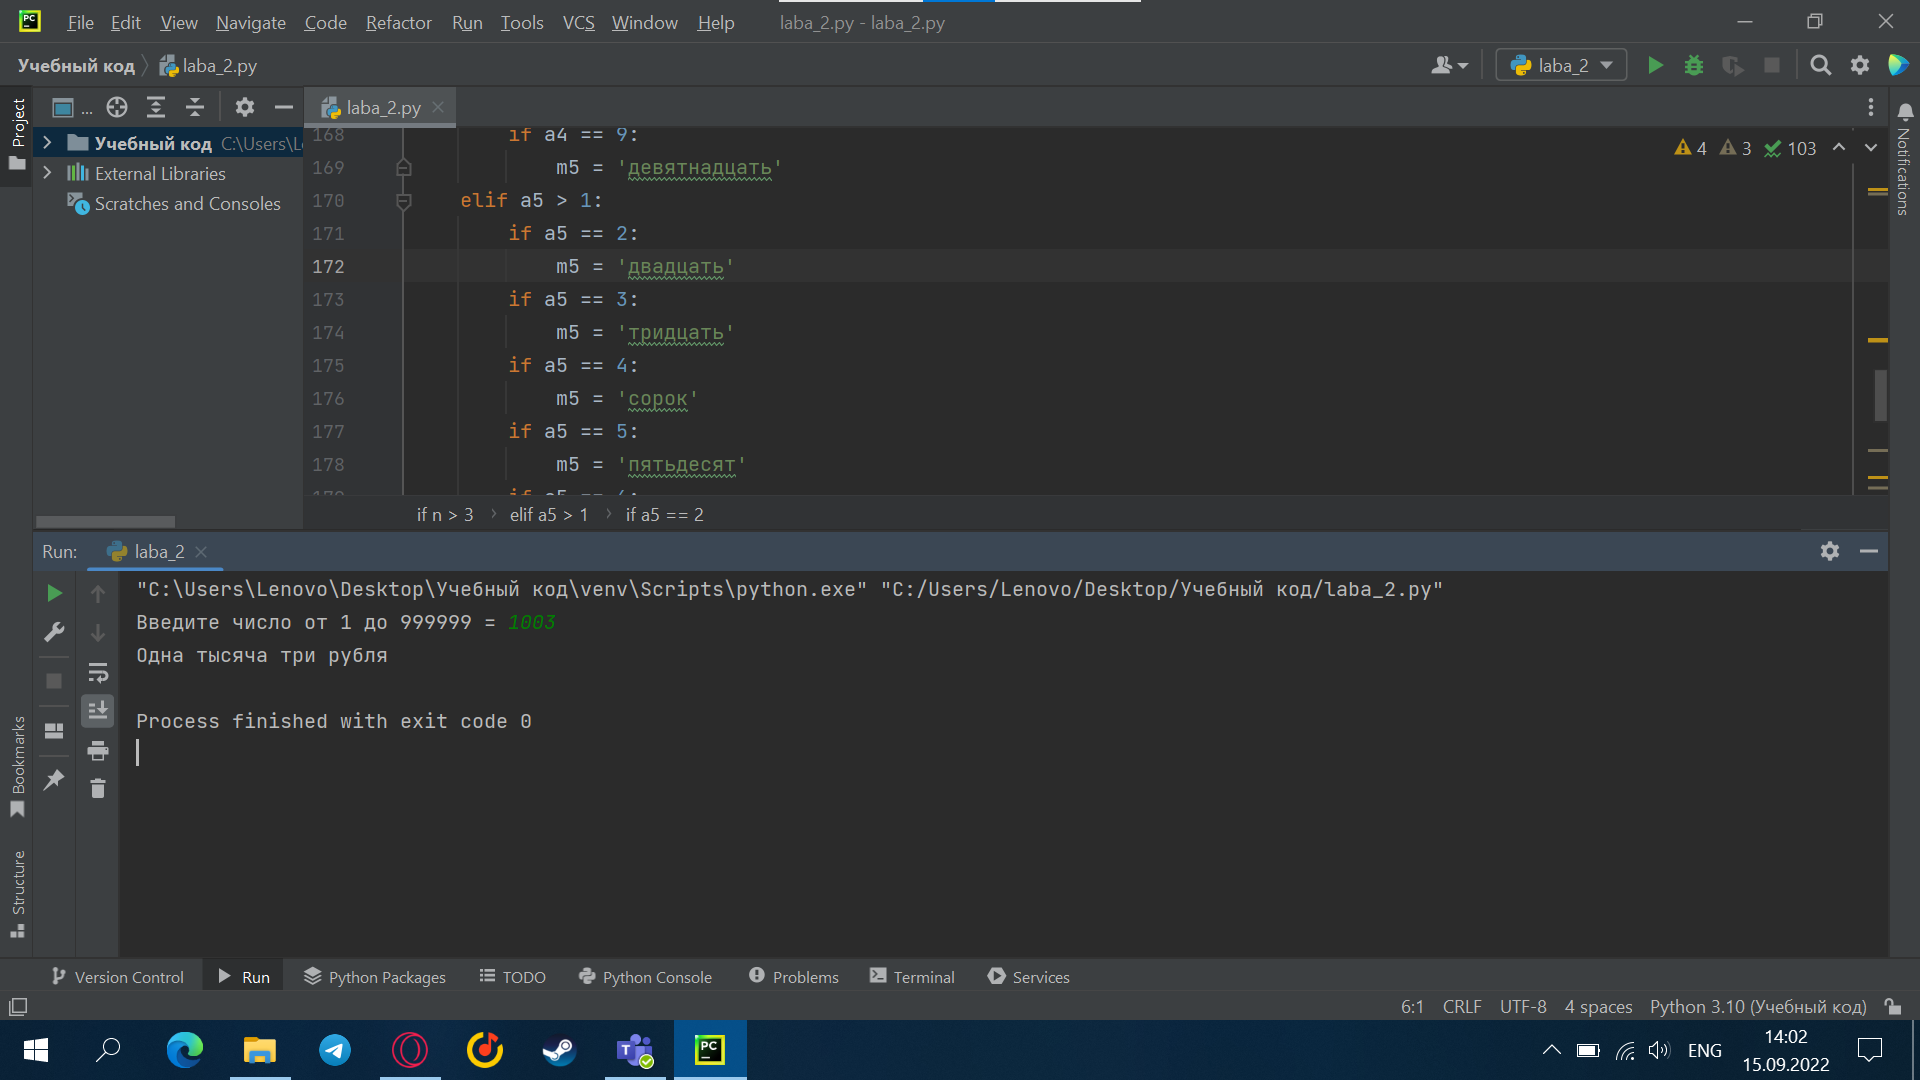 File Edit View Navigate Code Refactor Run Tools VCS Window Help laba_2.py - laba_2.py
Учебный код laba_2.py
laba_2
Project
...
laba_2.py
Учебный код C:\Users\L
External Libraries
Scratches and Consoles
4 3 103
Notifications
168 if a4 == 9:
169 m5 = 'девятнадцать'
170 elif a5 > 1:
171 if a5 == 2:
172 m5 = 'двадцать'
173 if a5 == 3:
174 m5 = 'тридцать'
175 if a5 == 4:
176 m5 = 'сорок'
177 if a5 == 5:
178 m5 = 'пятьдесят'
if n > 3 elif a5 > 1 if a5 == 2
Run: laba_2
"C:\Users\Lenovo\Desktop\Учебный код\venv\Scripts\python.exe" "C:/Users/Lenovo/Desktop/Учебный код/laba_2.py"
Введите число от 1 до 999999 = 1003
Одна тысяча три рубля
Process finished with exit code 0
Bookmarks
Structure
Version Control Run Python Packages TODO Python Console Problems Terminal Services
6:1 CRLF UTF-8 4 spaces Python 3.10 (Учебный код)
ENG
14:02
15.09.2022